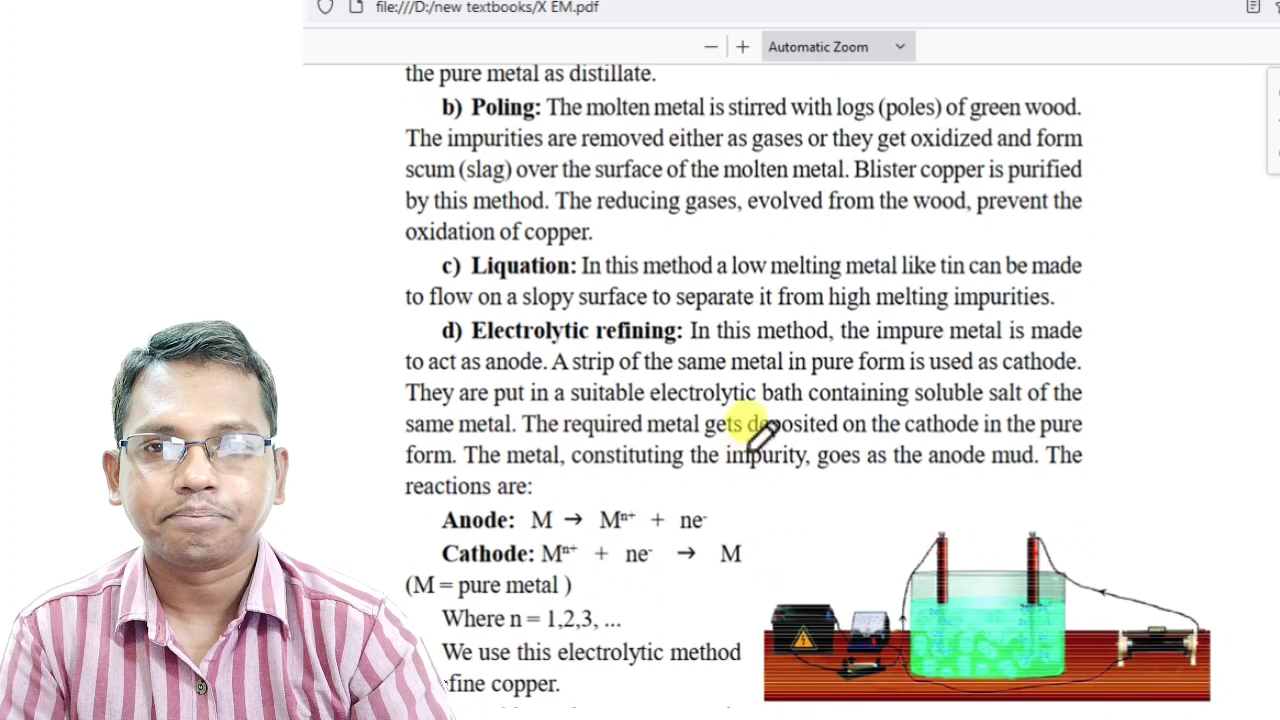 file:///D:/new textbooks/X EM.pdf
Automatic Zoom
the pure metal as distillate.
b) Poling: The molten metal is stirred with logs (poles) of green wood.
The impurities are removed either as gases or they get oxidized and form
scum (slag) over the surface of the molten metal. Blister copper is purified
by this method. The reducing gases, evolved from the wood, prevent the
oxidation of copper.
c) Liquation: In this method a low melting metal like tin can be made
to flow on a slopy surface to separate it from high melting impurities.
d) Electrolytic refining: In this method, the impure metal is made
to act as anode. A strip of the same metal in pure form is used as cathode.
They are put in a suitable electrolytic bath containing soluble salt of the
same metal. The required metal gets deposited on the cathode in the pure
form. The metal, constituting the impurity, goes as the anode mud. The
reactions are:
Anode: M → Mⁿ⁺ + ne⁻
Cathode: Mⁿ⁺ + ne⁻ → M
(M = pure metal )
Where n = 1,2,3, ...
We use this electrolytic method
fine copper.